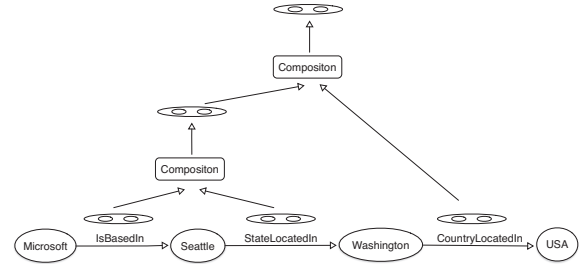 Compositon
Compositon
IsBasedIn
StateLocatedIn
CountryLocatedIn
Microsoft
Seattle
Washington
USA